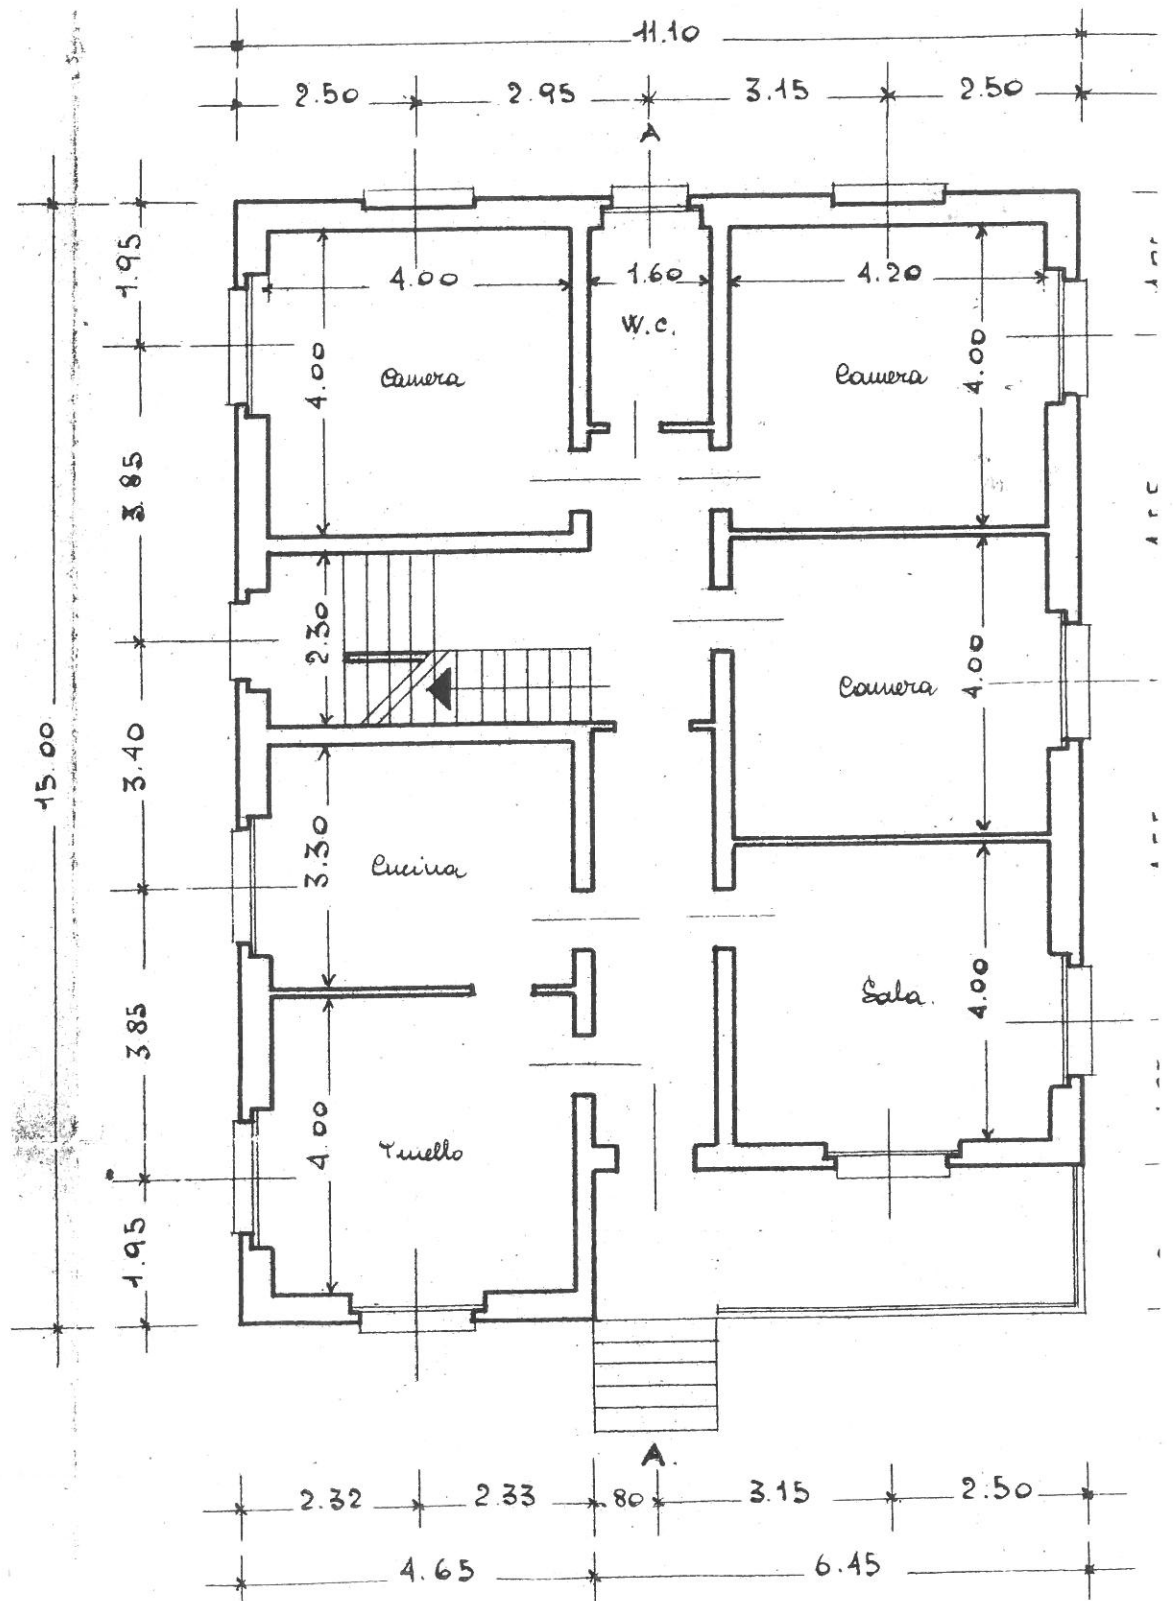 11.10
2.50 2.95 3.15 2.50
A
1.95
4.00 1.60 4.20
W.c.
4.00 Camera Camera 4.00
3.85
2.30
Camera 4.00
15.00
3.40
3.30 Cucina
Sala. 4.00
3.85
4.00 Tinello
1.95
A.
2.32 2.33 80 3.15 2.50
4.65 6.45